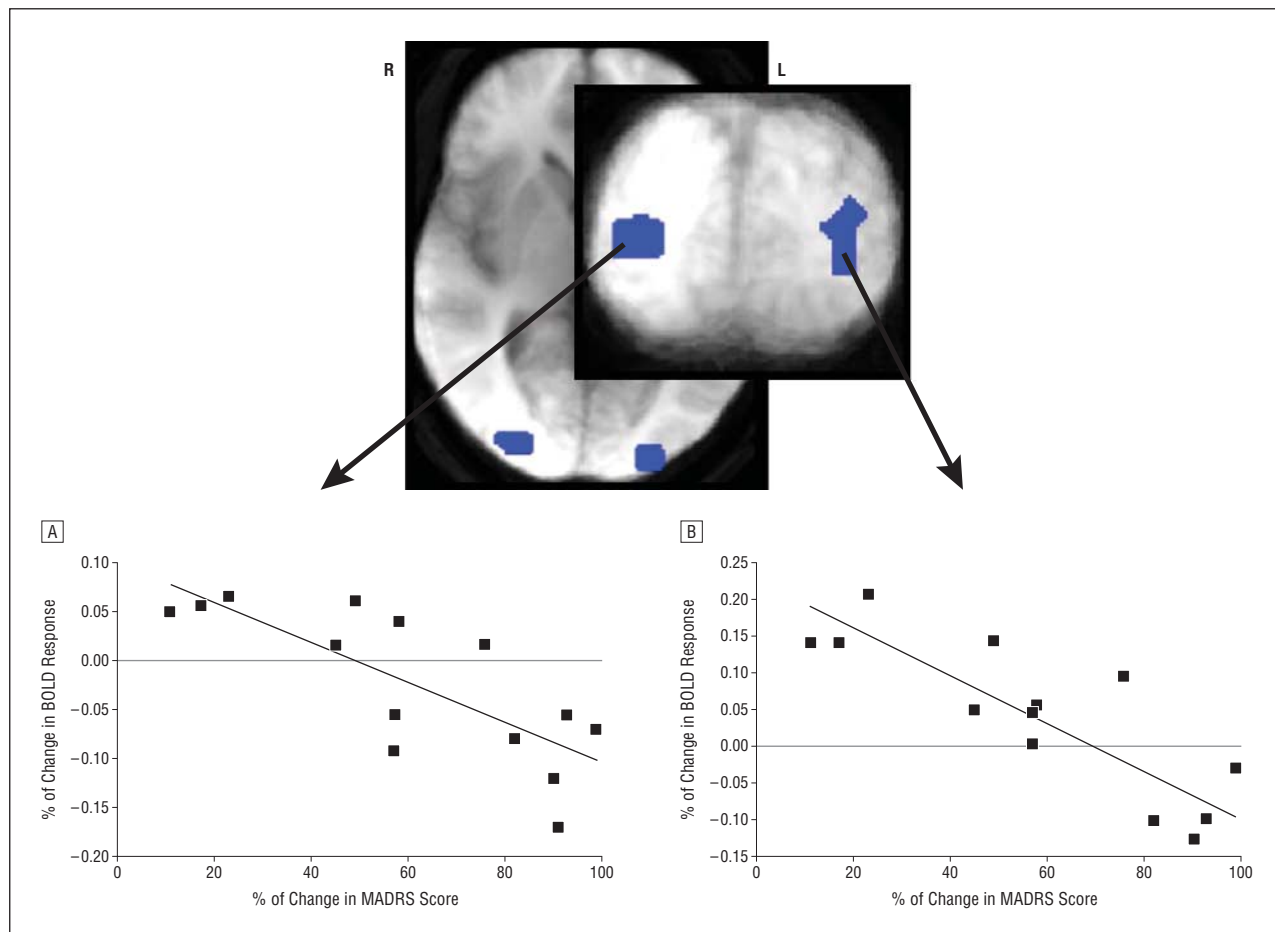 R
L
A
0.10
0.05
0.00
−0.05
−0.10
−0.15
−0.20
% of Change in BOLD Response
0 20 40 60 80 100
% of Change in MADRS Score
B
0.25
0.20
0.15
0.10
0.05
0.00
−0.05
−0.10
−0.15
% of Change in BOLD Response
0 20 40 60 80 100
% of Change in MADRS Score